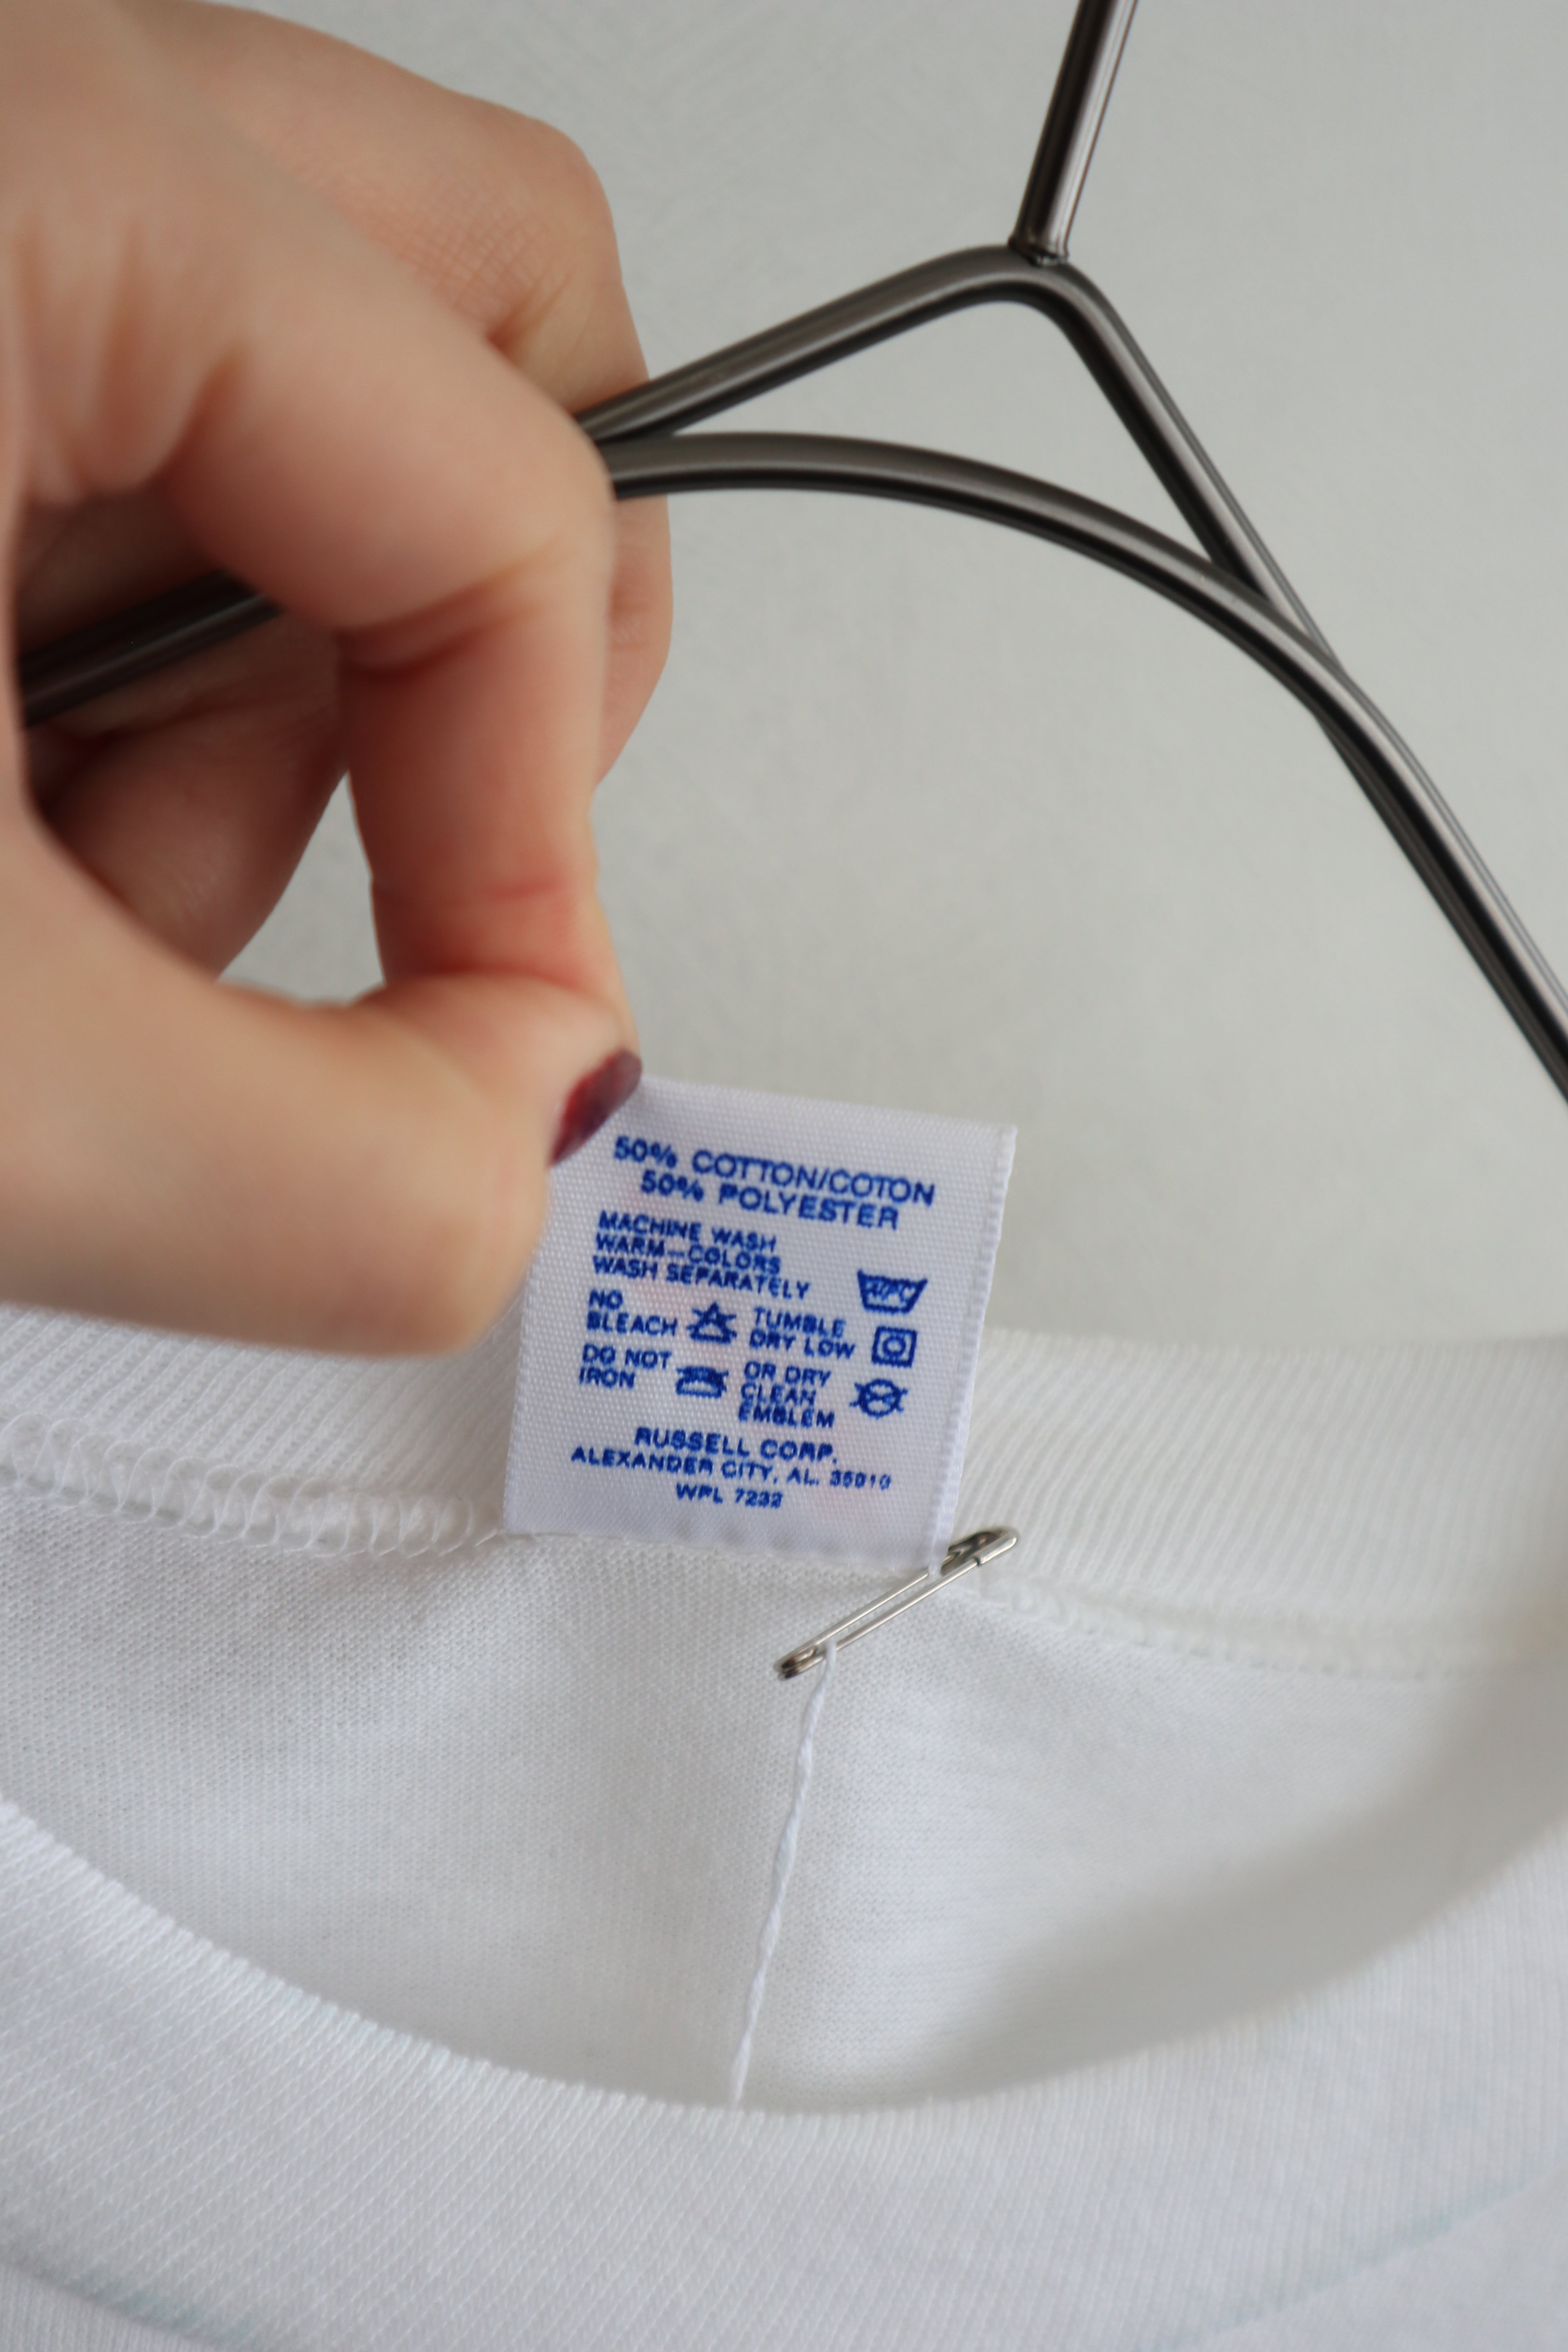 50% COTTON/COTON
50% POLYESTER
MACHINE WASH
WARM—COLORS
WASH SEPARATELY
NO
BLEACH
TUMBLE
DRY LOW
DO NOT
IRON
OR DRY
CLEAN
EMBLEM
RUSSELL CORP.
ALEXANDER CITY, AL. 35010
WPL 7232